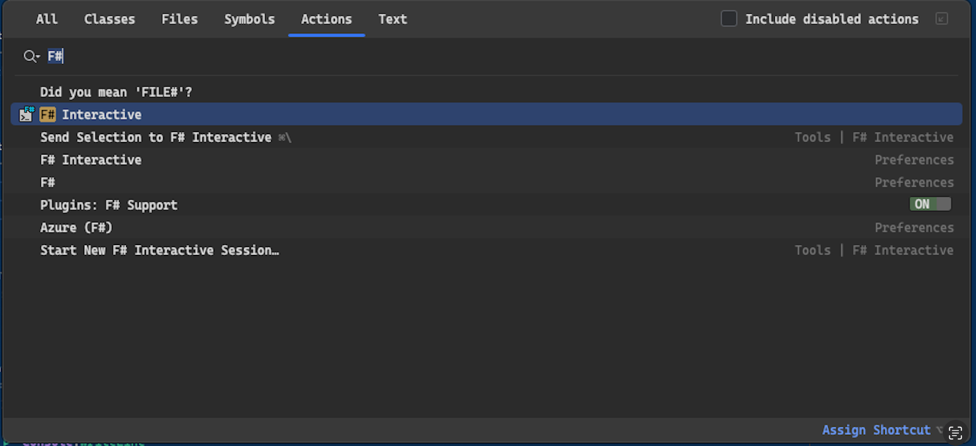 All Classes Files Symbols Actions Text Include disabled actions
F#
Did you mean 'FILE#'?
F# Interactive
Send Selection to F# Interactive ⌘\ Tools | F# Interactive
F# Interactive Preferences
F# Preferences
Plugins: F# Support ON
Azure (F#) Preferences
Start New F# Interactive Session… Tools | F# Interactive
Assign Shortcut